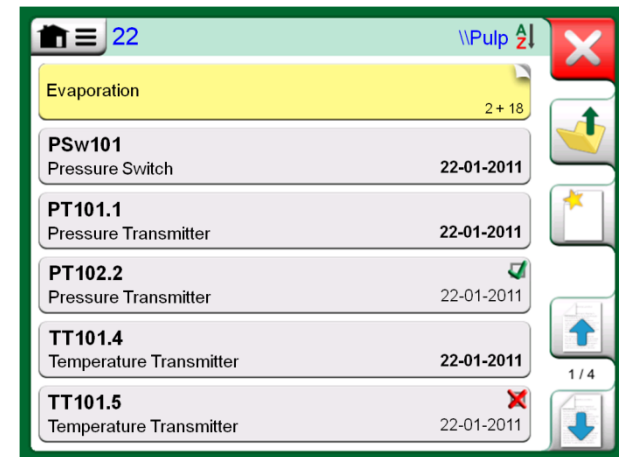 22 \\Pulp AZ
Evaporation
2 + 18
PSw101
Pressure Switch 22-01-2011
PT101.1
Pressure Transmitter 22-01-2011
PT102.2
Pressure Transmitter 22-01-2011
TT101.4
Temperature Transmitter 22-01-2011
1 / 4
TT101.5
Temperature Transmitter 22-01-2011